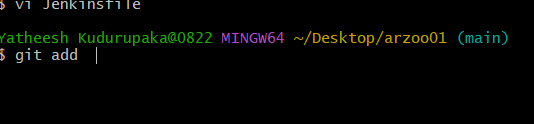 $ vi Jenkinsfile
Yatheesh Kudurupaka@0822 MINGW64 ~/Desktop/arzoo01 (main)
$ git add